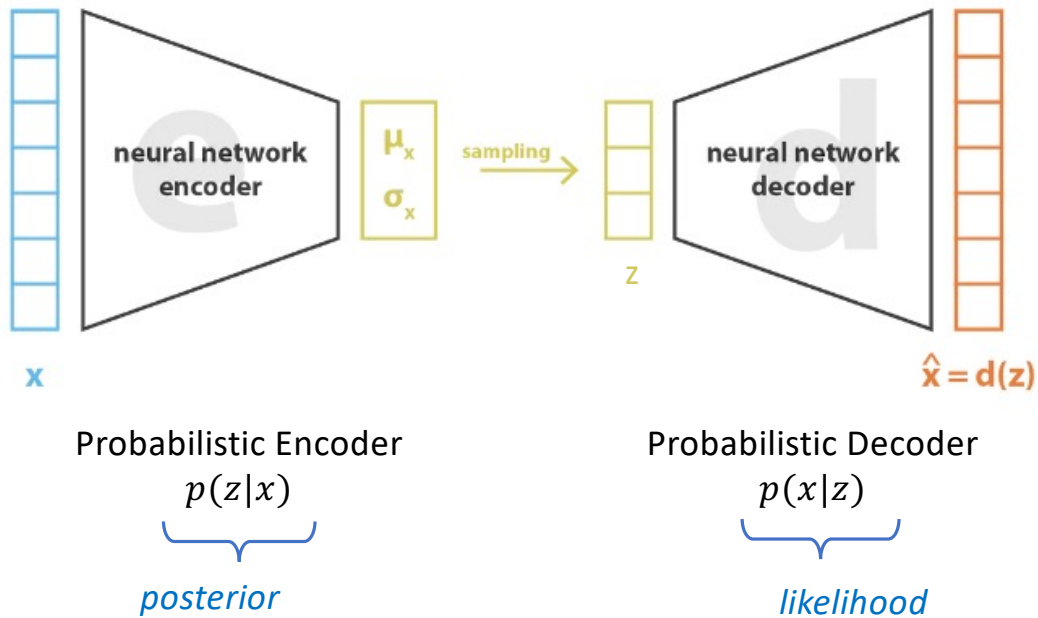 e
neural network
encoder
μₓ
σₓ
sampling
d
neural network
decoder
z
x
x̂ = d(z)
Probabilistic Encoder
p(z|x)
posterior
Probabilistic Decoder
p(x|z)
likelihood